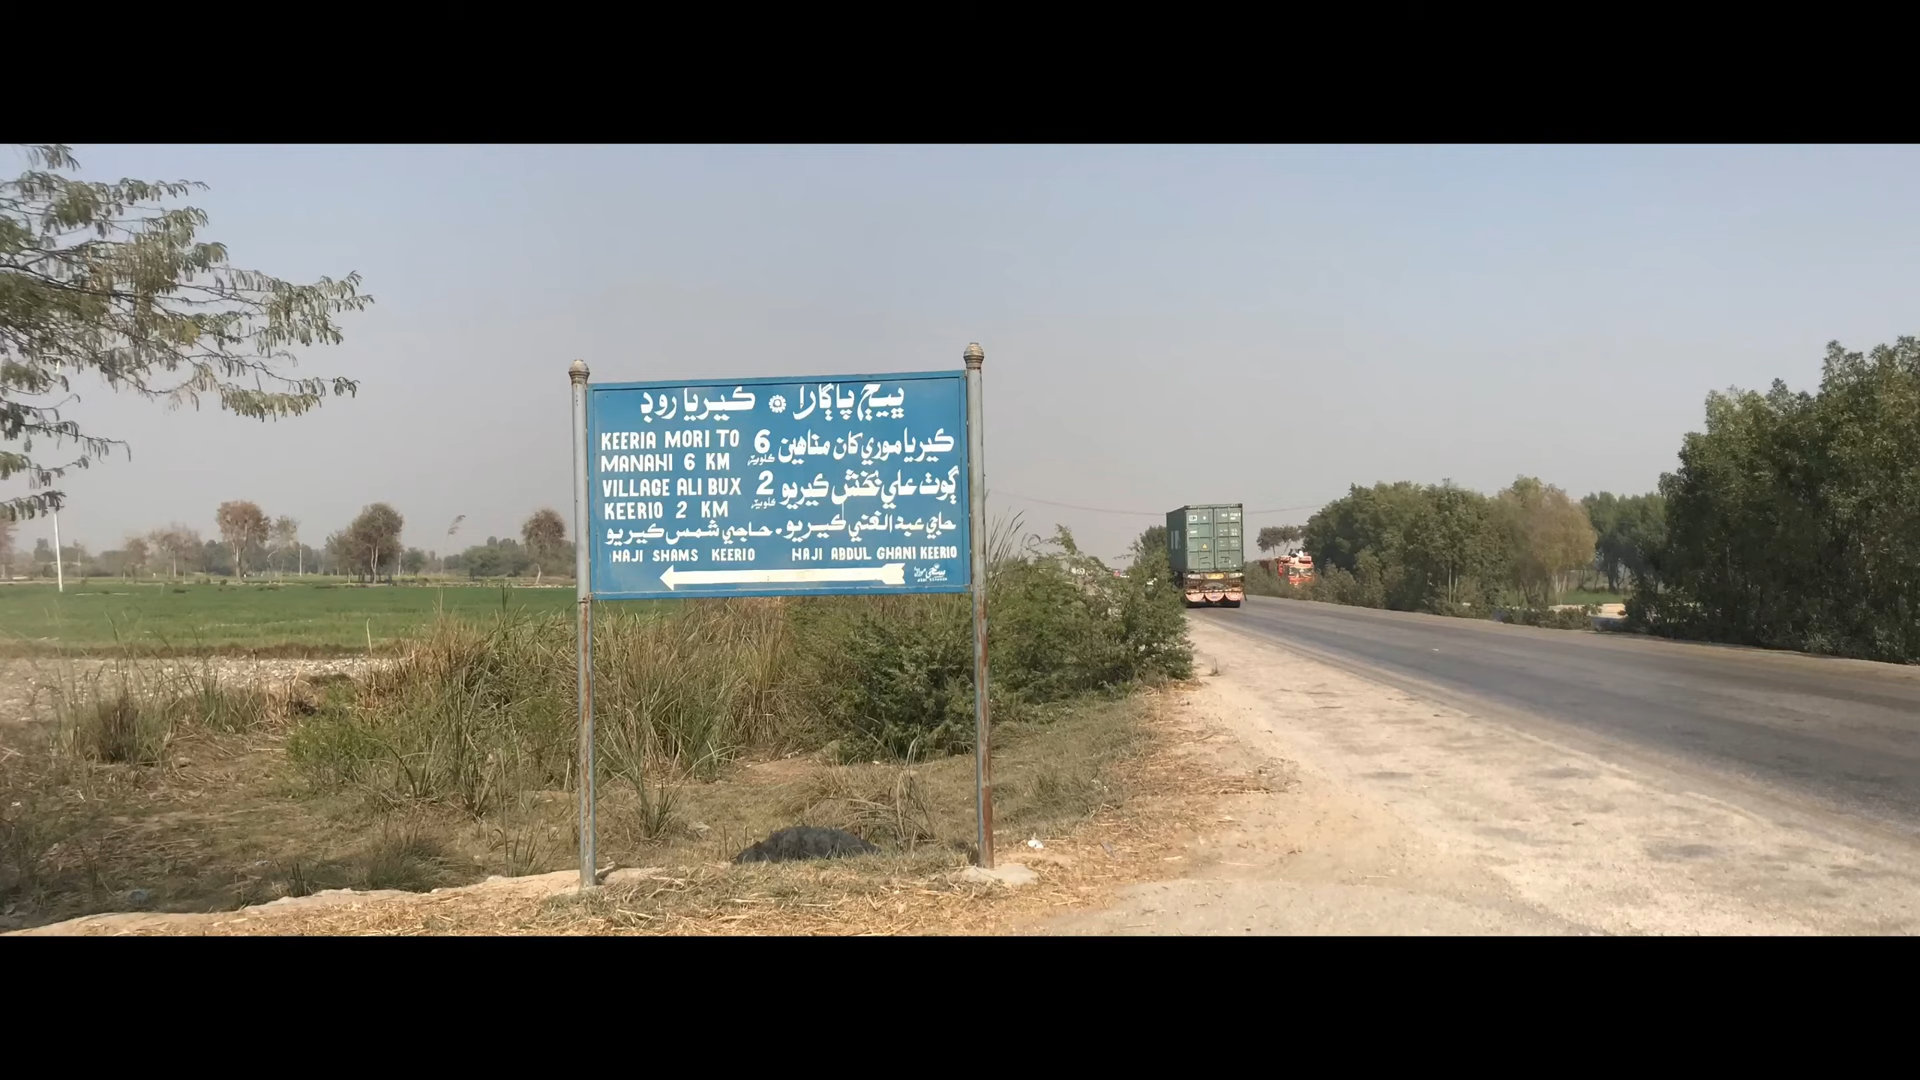 ڀيڄ پاڳارا ۞ ڪيريا روڊ
KEERIA MORI TO
MANAHI 6 KM
ڪيريا موري کان مناهين 6 ڪلوميٽر
VILLAGE ALI BUX
KEERIO 2 KM
ڳوٺ علي بخش ڪيريو 2 ڪلوميٽر
حاجي عبدالغني ڪيريو. حاجي شمس ڪيريو
HAJI SHAMS KEERIO HAJI ABDUL GHANI KEERIO